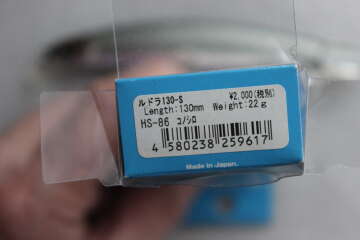 ルドラ130-S ¥2,000(税別)
Length:130mm Weight:22g
HS-86 コノシロ
4 580238 259617
Made in Japan.